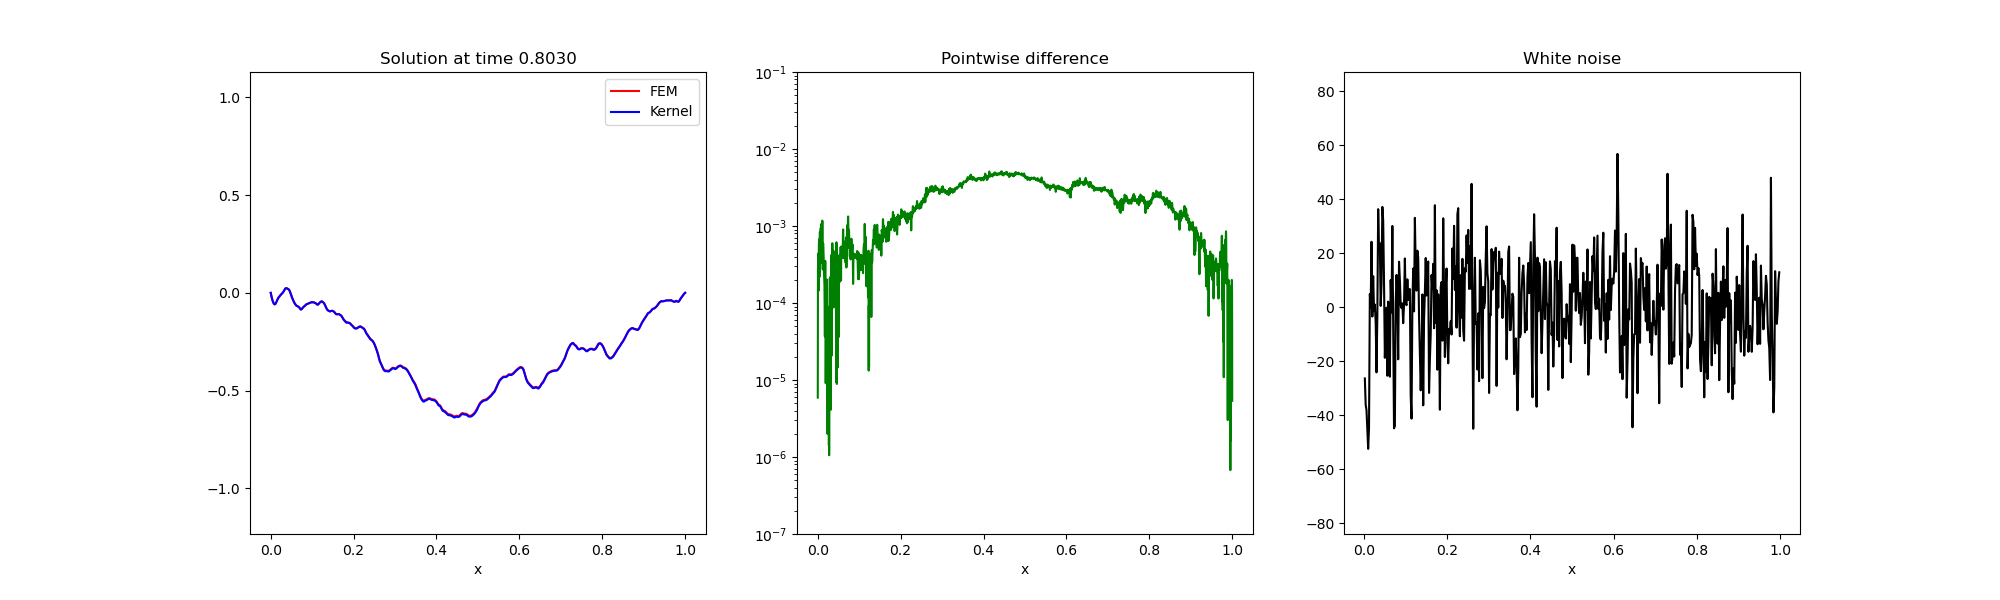 Solution at time 0.8030
1.0
0.5
0.0
−0.5
−1.0
FEM
Kernel
0.0 0.2 0.4 0.6 0.8 1.0
x
Pointwise difference
10⁻¹
10⁻²
10⁻³
10⁻⁴
10⁻⁵
10⁻⁶
10⁻⁷
0.0 0.2 0.4 0.6 0.8 1.0
x
White noise
80
60
40
20
0
−20
−40
−60
−80
0.0 0.2 0.4 0.6 0.8 1.0
x